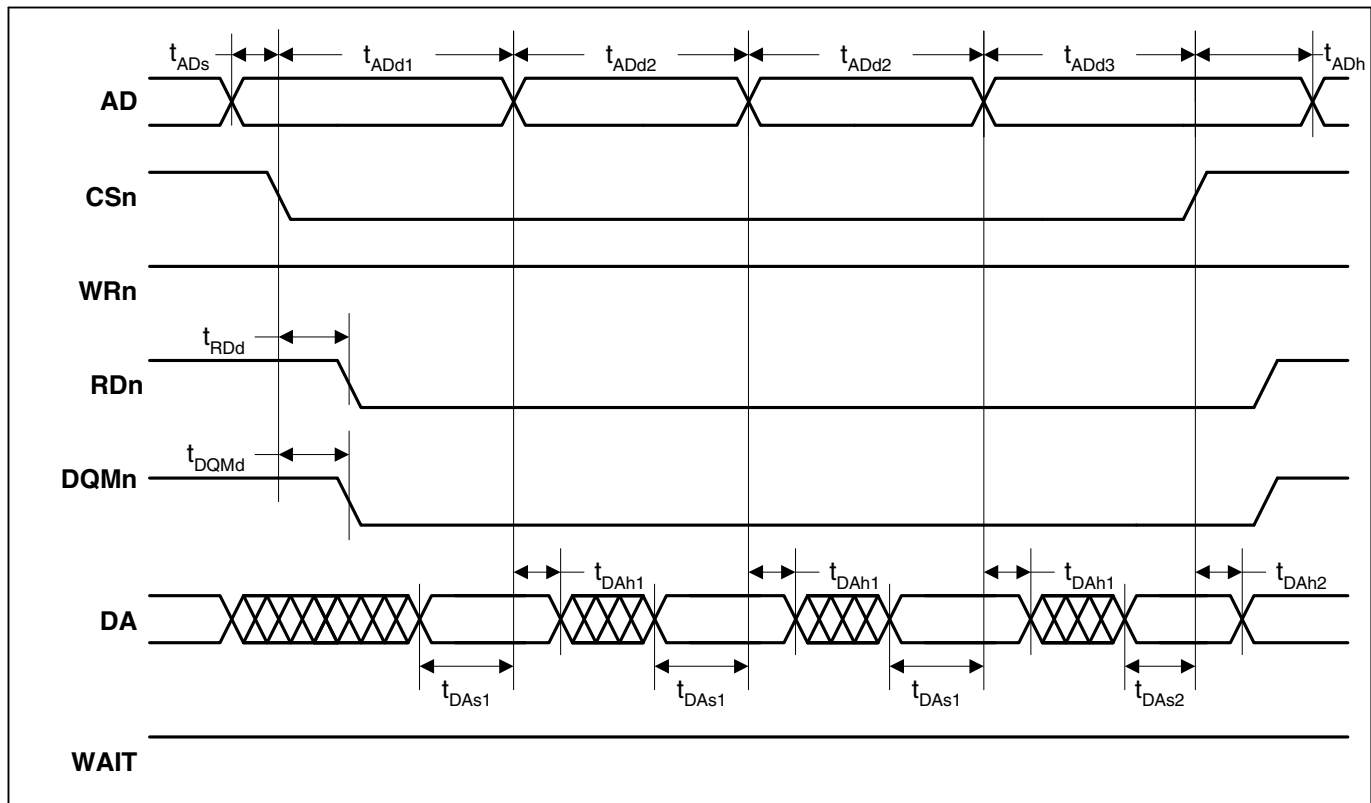 tADs tADd1 tADd2 tADd2 tADd3 tADh
AD
CSn
WRn
tRDd
RDn
tDQMd
DQMn
tDAh1 tDAh1 tDAh1 tDAh2
DA
tDAs1 tDAs1 tDAs1 tDAs2
WAIT